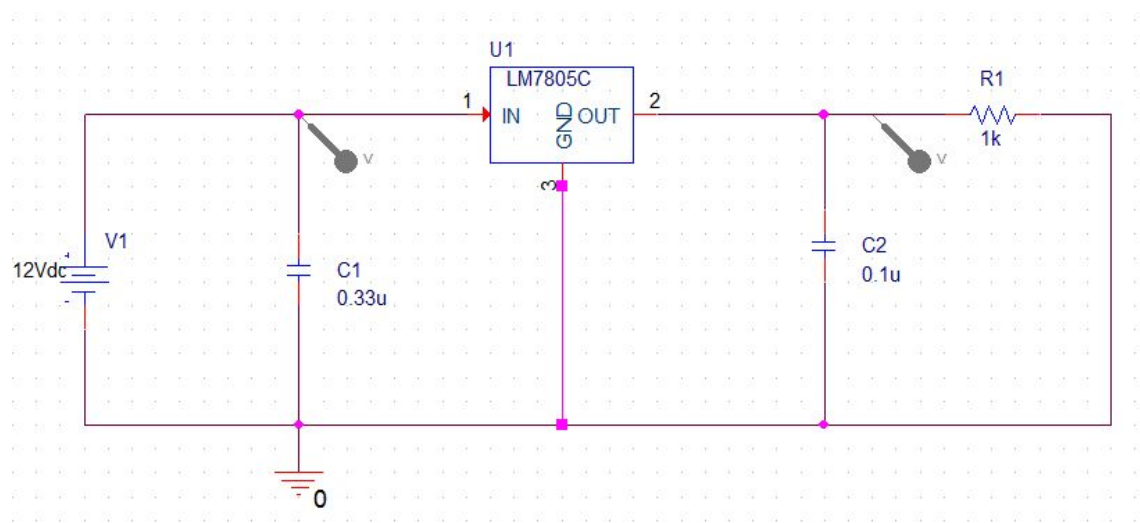 U1
LM7805C
R1
1
IN
GND
OUT
2
1k
V
V
3
V1
12Vdc
C1
0.33u
C2
0.1u
0